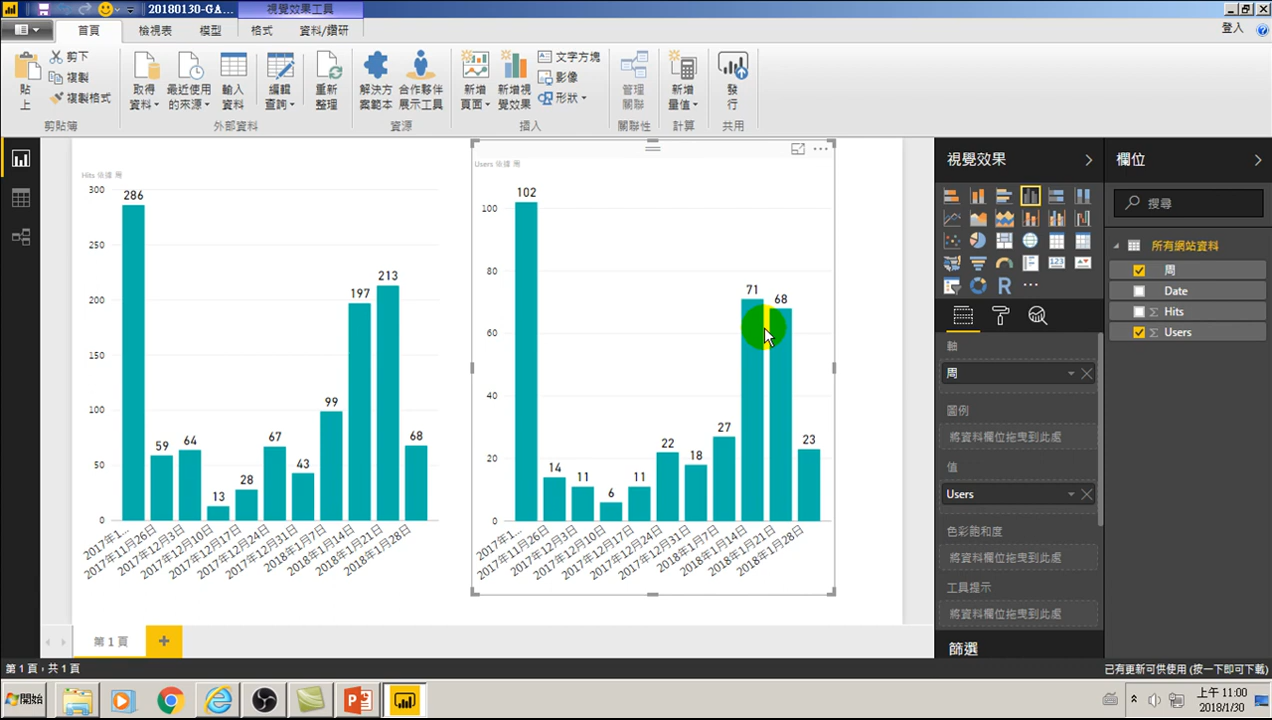 20180130-GA...
視覺效果工具
首頁
檢視表
模型
格式
資料/鑽研
登入
貼上
剪下
複製
複製格式
剪貼簿
取得資料
最近使用的來源
輸入資料
編輯查詢
重新整理
外部資料
解決方案範本
合作夥伴展示工具
資源
新增頁面
新增視覺效果
文字方塊
影像
形狀
插入
管理關聯
關聯性
新增量值
計算
發行
共用
Hits 依據 周
300
250
200
150
100
50
0
286
59
64
13
28
67
43
99
197
213
68
2017年1...
2017年11月26日
2017年12月3日
2017年12月10日
2017年12月17日
2017年12月24日
2017年12月31日
2018年1月7日
2018年1月14日
2018年1月21日
2018年1月28日
Users 依據 周
100
80
60
40
20
0
102
14
11
6
11
22
18
27
71
68
23
2017年1...
2017年11月26日
2017年12月3日
2017年12月10日
2017年12月17日
2017年12月24日
2017年12月31日
2018年1月7日
2018年1月14日
2018年1月21日
2018年1月28日
視覺效果
123
R
軸
周
圖例
將資料欄位拖曳到此處
值
Users
色彩飽和度
將資料欄位拖曳到此處
工具提示
將資料欄位拖曳到此處
篩選
欄位
搜尋
所有網站資料
周
Date
Σ Hits
Σ Users
第 1 頁
第 1 頁，共 1 頁
已有更新可供使用 (按一下即可下載)
開始
上午 11:00
2018/1/30